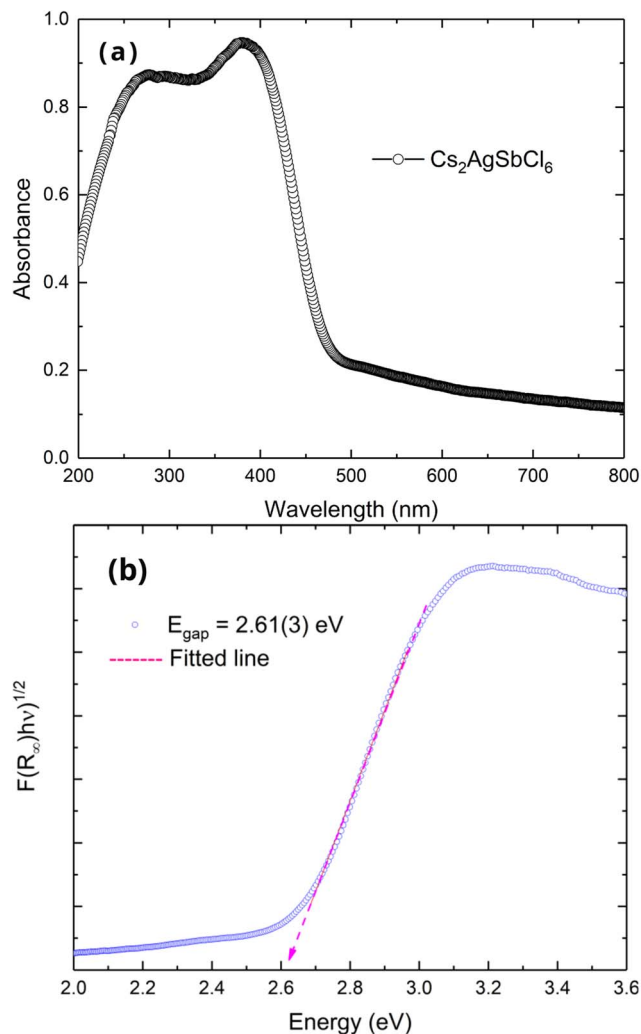 (a)
1.0
0.8
0.6
0.4
0.2
0.0
Absorbance
Cs₂AgSbCl₆
200 300 400 500 600 700 800
Wavelength (nm)
(b)
E_gap = 2.61(3) eV
Fitted line
F(R_∞)hν)^1/2
2.0 2.2 2.4 2.6 2.8 3.0 3.2 3.4 3.6
Energy (eV)